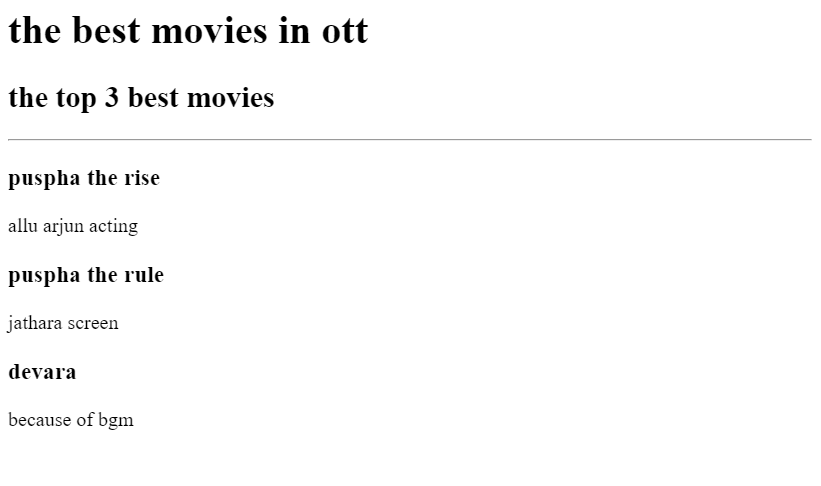 the best movies in ott
the top 3 best movies
puspha the rise
allu arjun acting
puspha the rule
jathara screen
devara
because of bgm